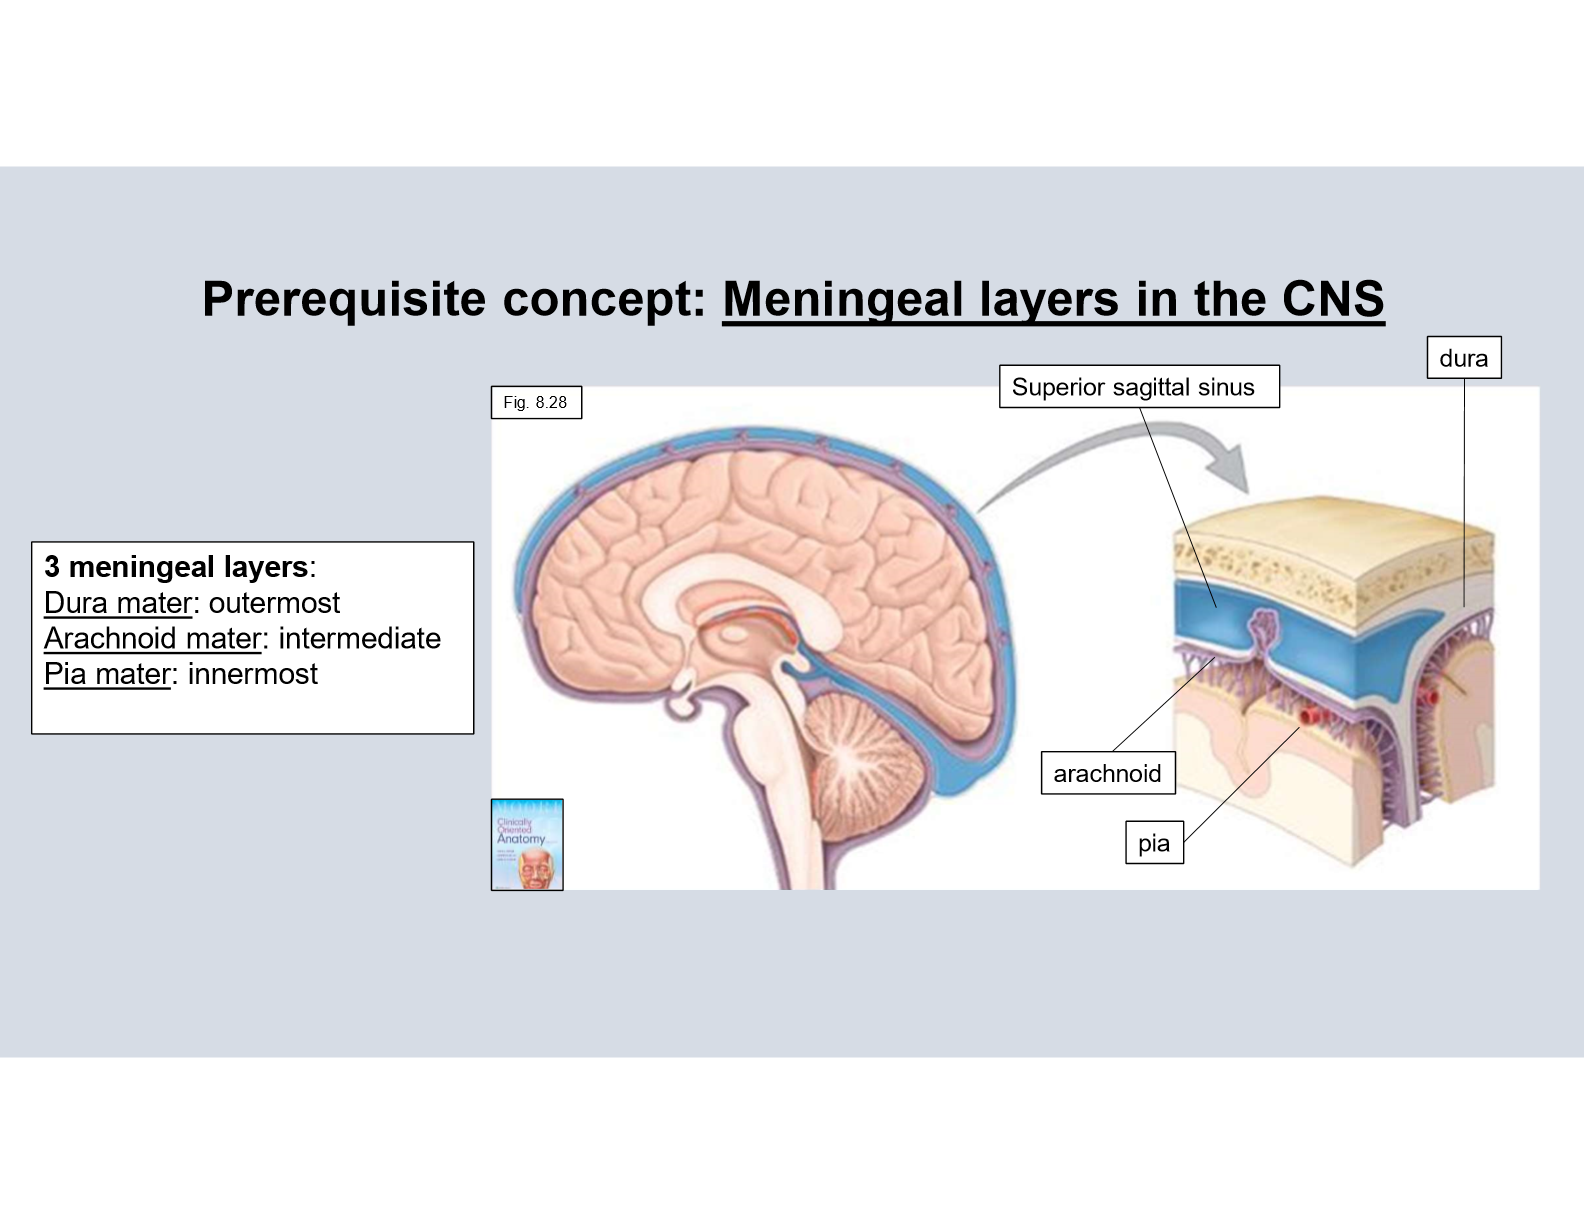 Prerequisite concept: Meningeal layers in the CNS
dura
Superior sagittal sinus
Fig. 8.28
3 meningeal layers:
Dura mater: outermost
Arachnoid mater: intermediate
Pia mater: innermost
arachnoid
pia
Clinically
Oriented
Anatomy